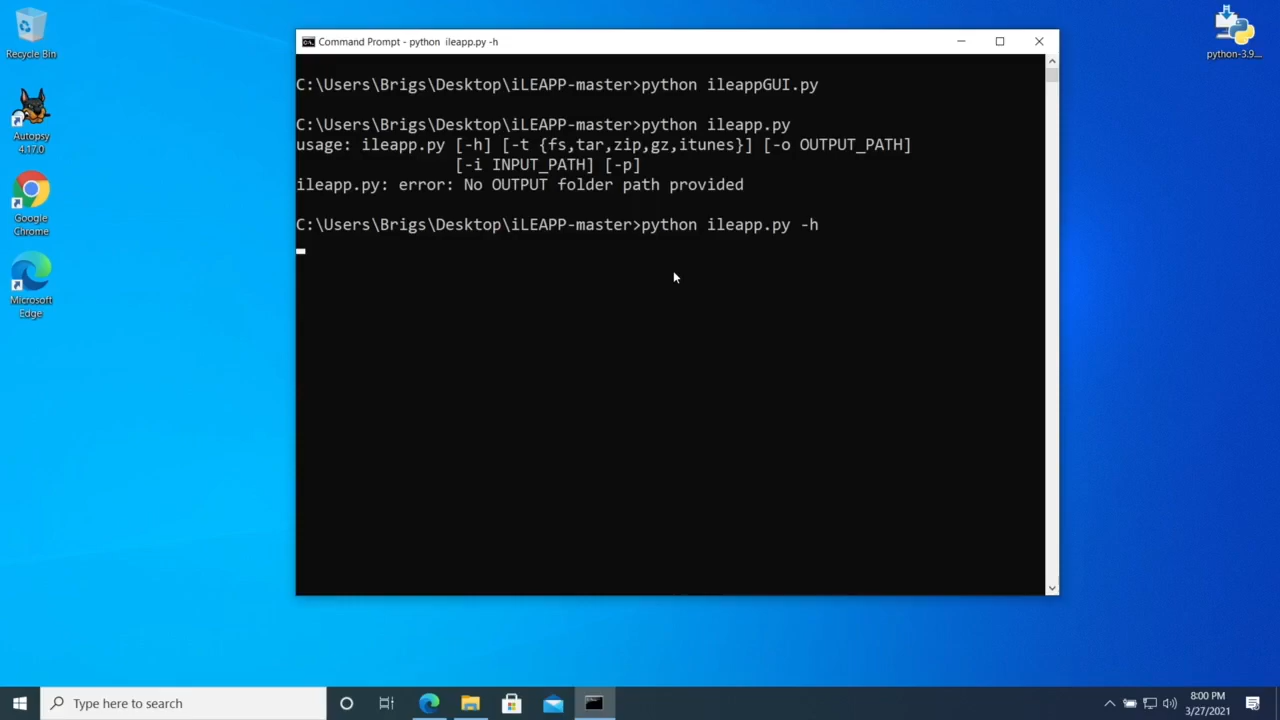 Recycle Bin
Autopsy
4.17.0
Google
Chrome
Microsoft
Edge
python-3.9....
Command Prompt - python  ileapp.py -h
C:\Users\Brigs\Desktop\iLEAPP-master>python ileappGUI.py
C:\Users\Brigs\Desktop\iLEAPP-master>python ileapp.py
usage: ileapp.py [-h] [-t {fs,tar,zip,gz,itunes}] [-o OUTPUT_PATH]
[-i INPUT_PATH] [-p]
ileapp.py: error: No OUTPUT folder path provided
C:\Users\Brigs\Desktop\iLEAPP-master>python ileapp.py -h
Type here to search
8:00 PM
3/27/2021